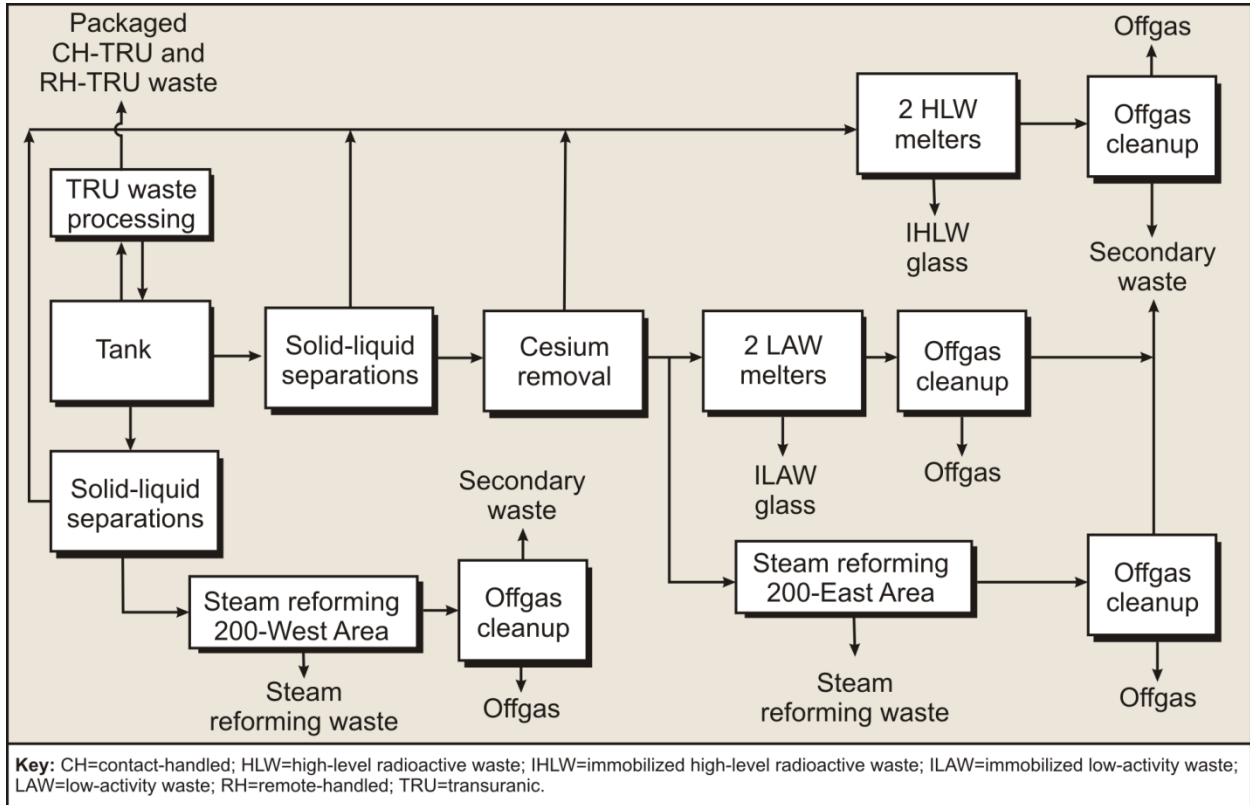 Packaged
CH-TRU and
RH-TRU waste
Offgas
2 HLW
melters
Offgas
cleanup
TRU waste
processing
IHLW
glass
Secondary
waste
Tank
Solid-liquid
separations
Cesium
removal
2 LAW
melters
Offgas
cleanup
Solid-liquid
separations
ILAW
glass
Offgas
Secondary
waste
Steam reforming
200-West Area
Offgas
cleanup
Steam reforming
200-East Area
Offgas
cleanup
Steam
reforming waste
Offgas
Steam
reforming waste
Offgas
Key: CH=contact-handled; HLW=high-level radioactive waste; IHLW=immobilized high-level radioactive waste; ILAW=immobilized low-activity waste;
LAW=low-activity waste; RH=remote-handled; TRU=transuranic.